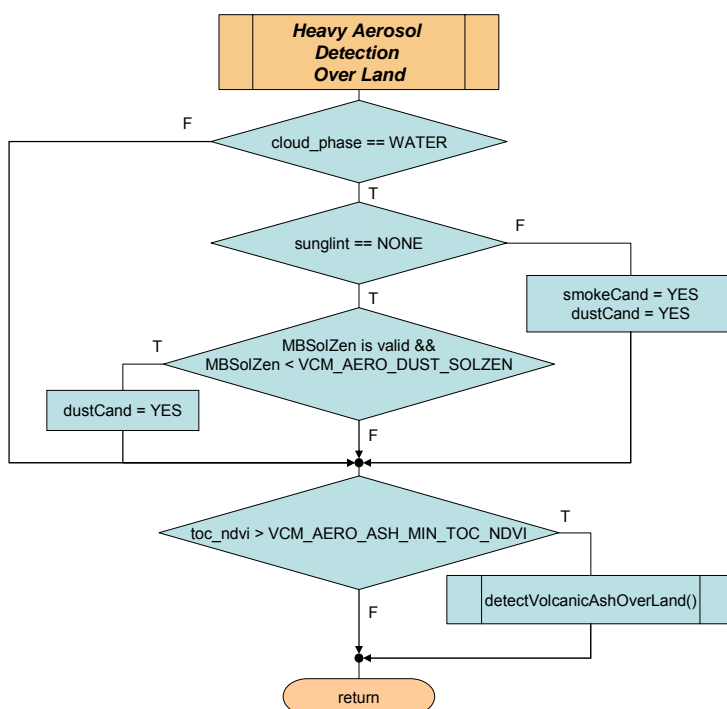 Heavy Aerosol
Detection
Over Land
F
cloud_phase == WATER
T
F
sunglint == NONE
smokeCand = YES
dustCand = YES
T
MBSolZen is valid &&
MBSolZen < VCM_AERO_DUST_SOLZEN
T
dustCand = YES
F
T
toc_ndvi > VCM_AERO_ASH_MIN_TOC_NDVI
detectVolcanicAshOverLand()
F
return